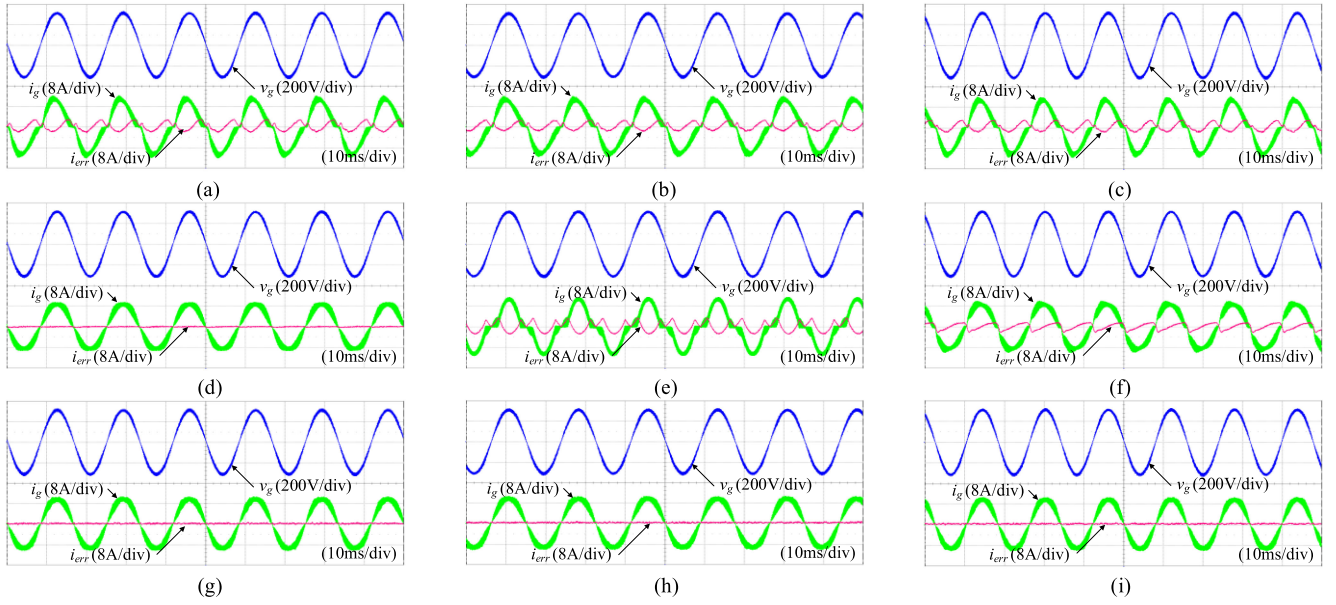 i_g (8A/div)
v_g (200V/div)
i_err (8A/div)
(10ms/div)
(a)
i_g (8A/div)
v_g (200V/div)
i_err (8A/div)
(10ms/div)
(b)
i_g (8A/div)
v_g (200V/div)
i_err (8A/div)
(10ms/div)
(c)
i_g (8A/div)
v_g (200V/div)
i_err (8A/div)
(10ms/div)
(d)
i_g (8A/div)
v_g (200V/div)
i_err (8A/div)
(10ms/div)
(e)
i_g (8A/div)
v_g (200V/div)
i_err (8A/div)
(10ms/div)
(f)
i_g (8A/div)
v_g (200V/div)
i_err (8A/div)
(10ms/div)
(g)
i_g (8A/div)
v_g (200V/div)
i_err (8A/div)
(10ms/div)
(h)
i_g (8A/div)
v_g (200V/div)
i_err (8A/div)
(10ms/div)
(i)